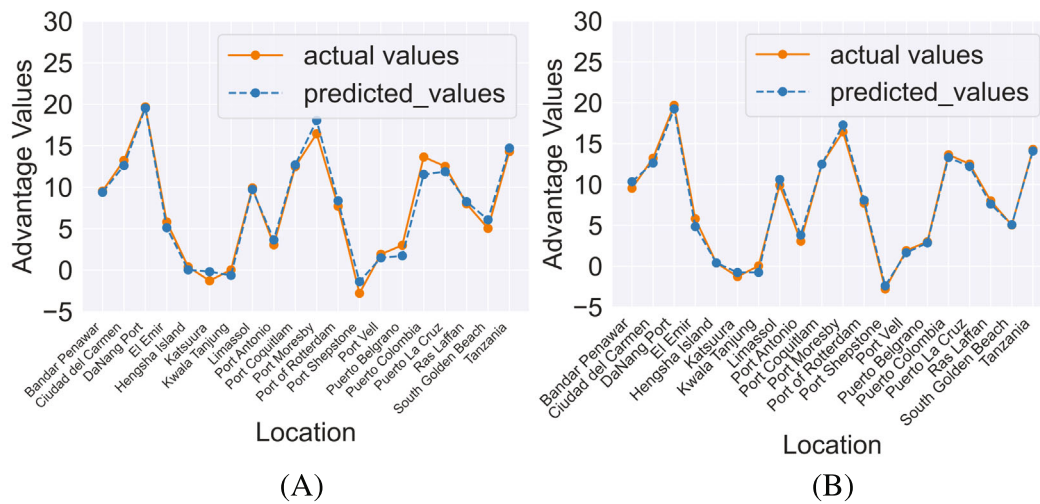 30
25
20
15
10
5
0
−5
Advantage Values
actual values
predicted_values
Bandar Penawar
Ciudad del Carmen
DaNang Port
El Emir
Hengsha Island
Katsuura
Kwala Tanjung
Limassol
Port Antonio
Port Coquitlam
Port Moresby
Port of Rotterdam
Port Shepstone
Port Vell
Puerto Belgrano
Puerto Colombia
Puerto La Cruz
Ras Laffan
South Golden Beach
Tanzania
Location
(A)
30
25
20
15
10
5
0
−5
Advantage Values
actual values
predicted_values
Bandar Penawar
Ciudad del Carmen
DaNang Port
El Emir
Hengsha Island
Katsuura
Kwala Tanjung
Limassol
Port Antonio
Port Coquitlam
Port Moresby
Port of Rotterdam
Port Shepstone
Port Vell
Puerto Belgrano
Puerto Colombia
Puerto La Cruz
Ras Laffan
South Golden Beach
Tanzania
Location
(B)